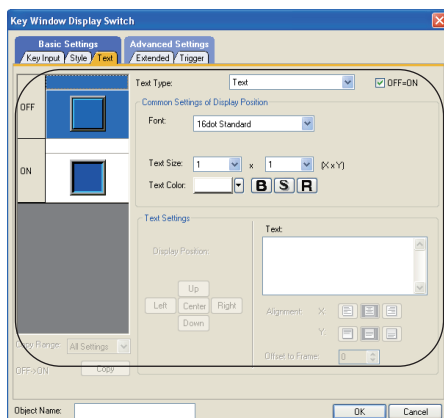 Key Window Display Switch
Basic Settings
Advanced Settings
Key Input
Style
Text
Extended
Trigger
OFF
ON
Text Type:
Text
OFF=ON
Common Settings of Display Position
Font:
16dot Standard
Text Size:
1
x
1
(X x Y)
Text Color:
B
S
R
Text Settings
Display Position:
Up
Left
Center
Right
Down
Text:
Alignment:
X:
Y:
Offset to Frame:
0
Copy Range:
All Settings
OFF->ON
Copy
Object Name:
OK
Cancel